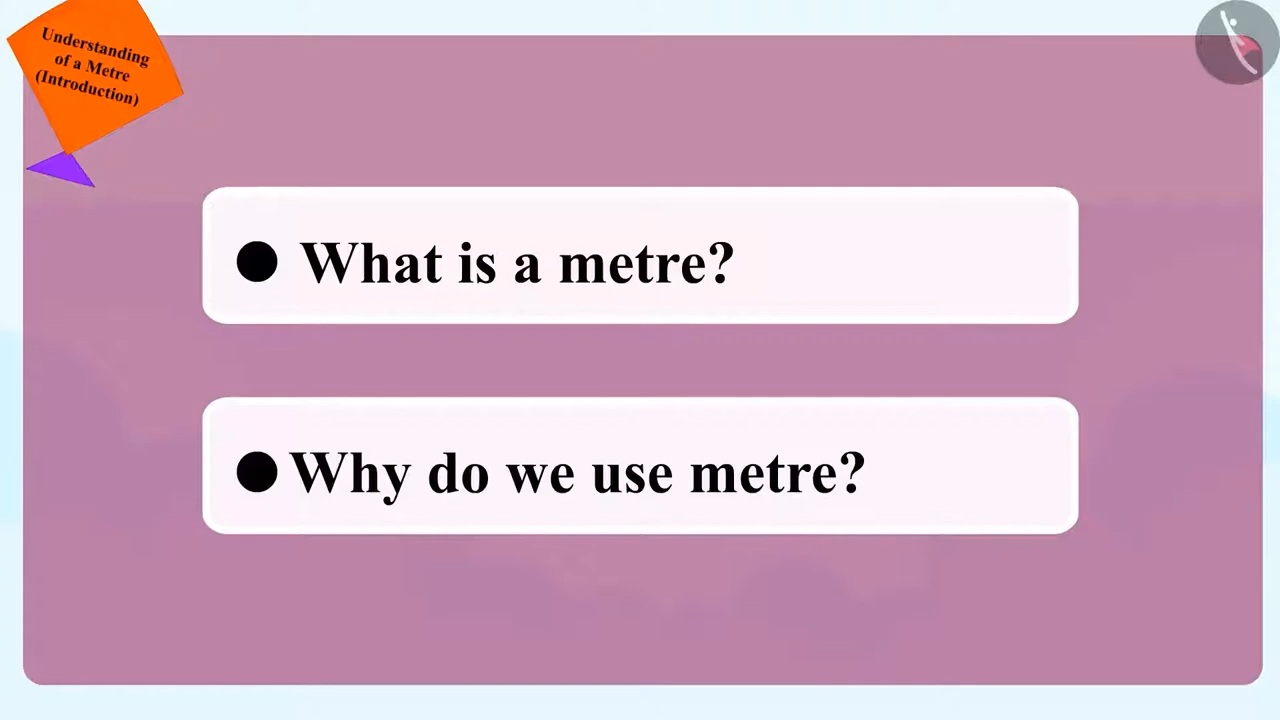 Understanding
of a Metre
(Introduction)
● What is a metre?
● Why do we use metre?